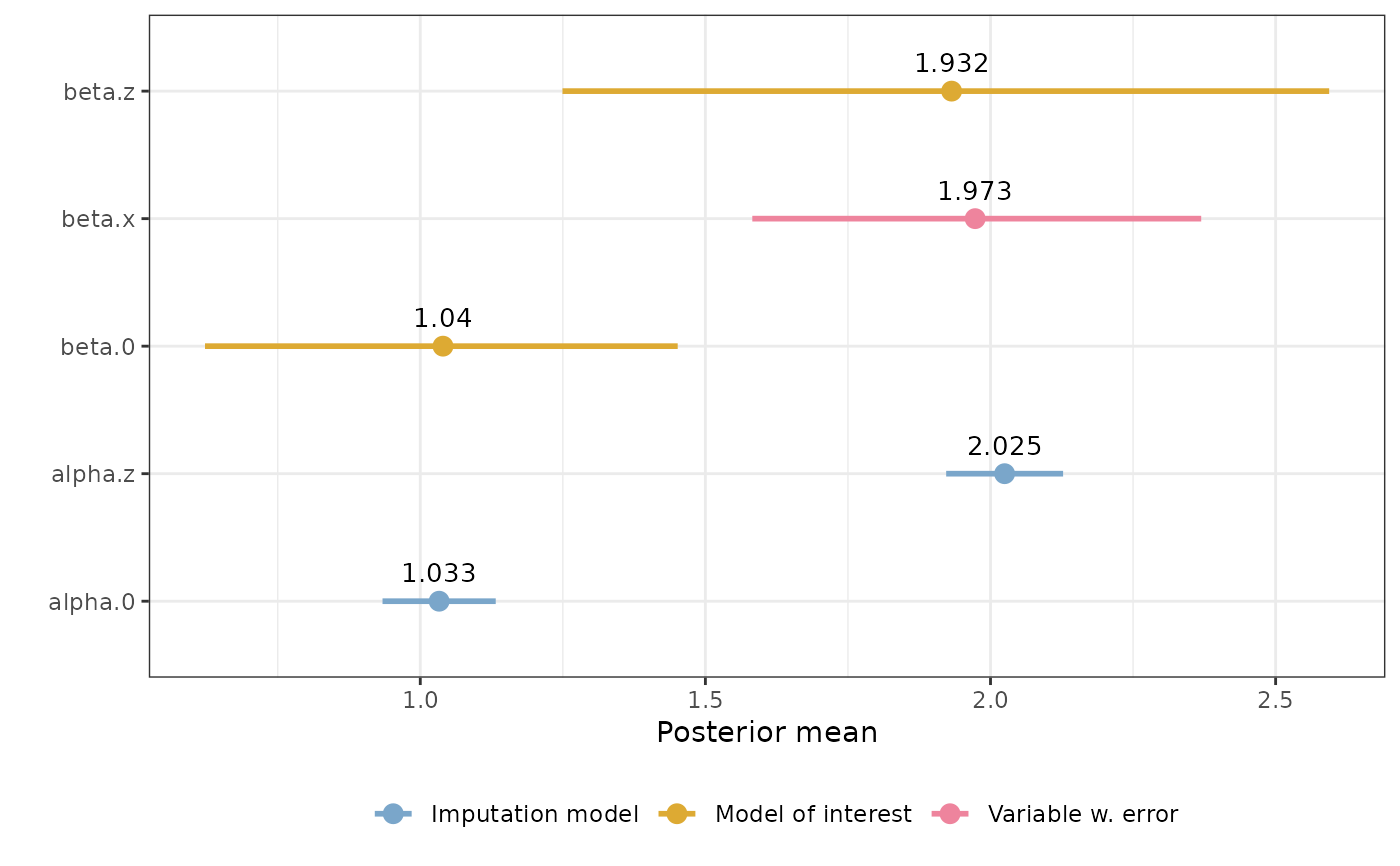 1.932
beta.z
1.973
beta.x
1.04
beta.0
2.025
alpha.z
1.033
alpha.0
1.0 1.5 2.0 2.5
Posterior mean
Imputation model Model of interest Variable w. error